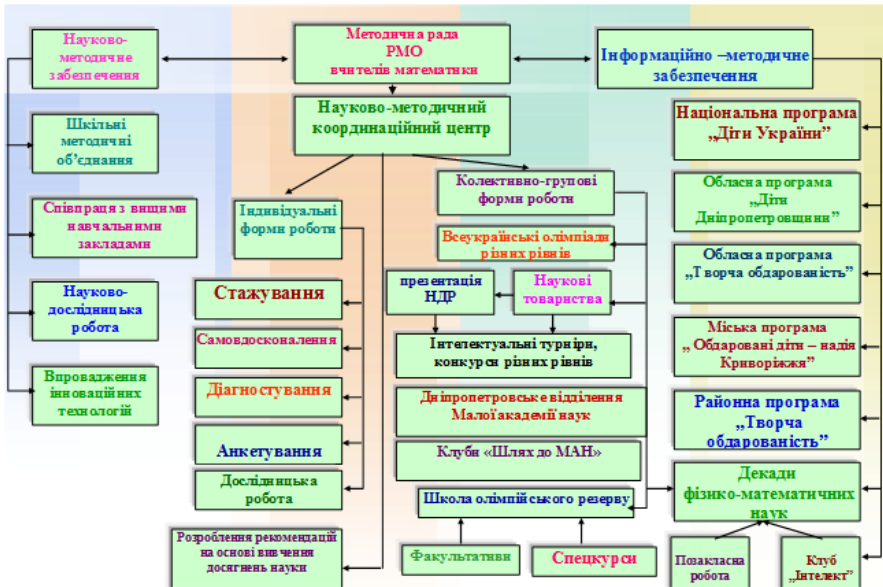 Науково-
методичне
забезпечення
Методична рада
РМО
вчителів математики
Інформаційно –методичне
забезпечення
Науково-методичний
координаційний центр
Шкільні
методичні
об’єднання
Співпраця з вищими
навчальними
закладами
Науково-
дослідницька
робота
Впровадження
інноваційних
технологій
Індивідуальні
форми роботи
Стажування
Самовдосконалення
Діагностування
Анкетування
Дослідницька
робота
Розроблення рекомендацій
на основі вивчення
досягнень науки
Колективно-групові
форми роботи
Всеукраїнські олімпіади
різних рівнів
презентація
НДР
Наукові
товариства
Інтелектуальні турніри,
конкурси різних рівнів
Дніпропетровське відділення
Малої академії наук
Клуби «Шлях до МАН»
Школа олімпійського резерву
Факультативи
Спецкурси
Національна програма
„Діти України”
Обласна програма
„Діти
Дніпропетровщини”
Обласна програма
„Творча обдарованість”
Міська програма
„ Обдаровані діти – надія
Криворіжжя”
Районна програма
„Творча
обдарованість”
Декади
фізико-математичних
наук
Позакласна
робота
Клуб
„Інтелект”